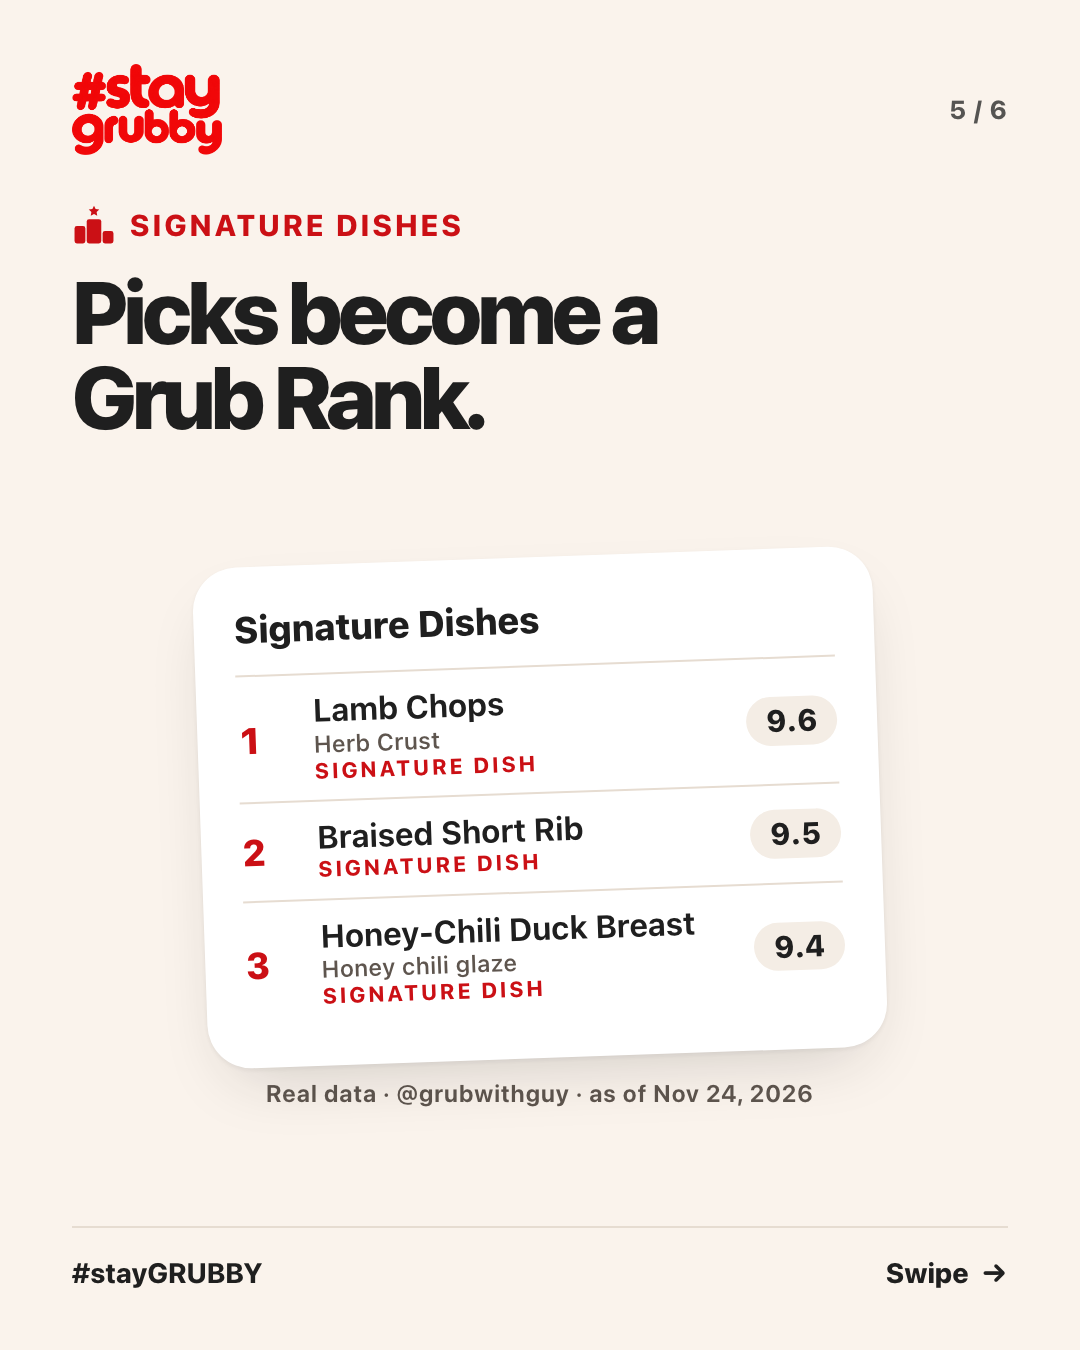 #stay
grubby
5 / 6
SIGNATURE DISHES
Picks become a
Grub Rank.
Signature Dishes
1
Lamb Chops
Herb Crust
SIGNATURE DISH
9.6
2
Braised Short Rib
SIGNATURE DISH
9.5
3
Honey-Chili Duck Breast
Honey chili glaze
SIGNATURE DISH
9.4
Real data · @grubwithguy · as of Nov 24, 2026
#stayGRUBBY
Swipe →